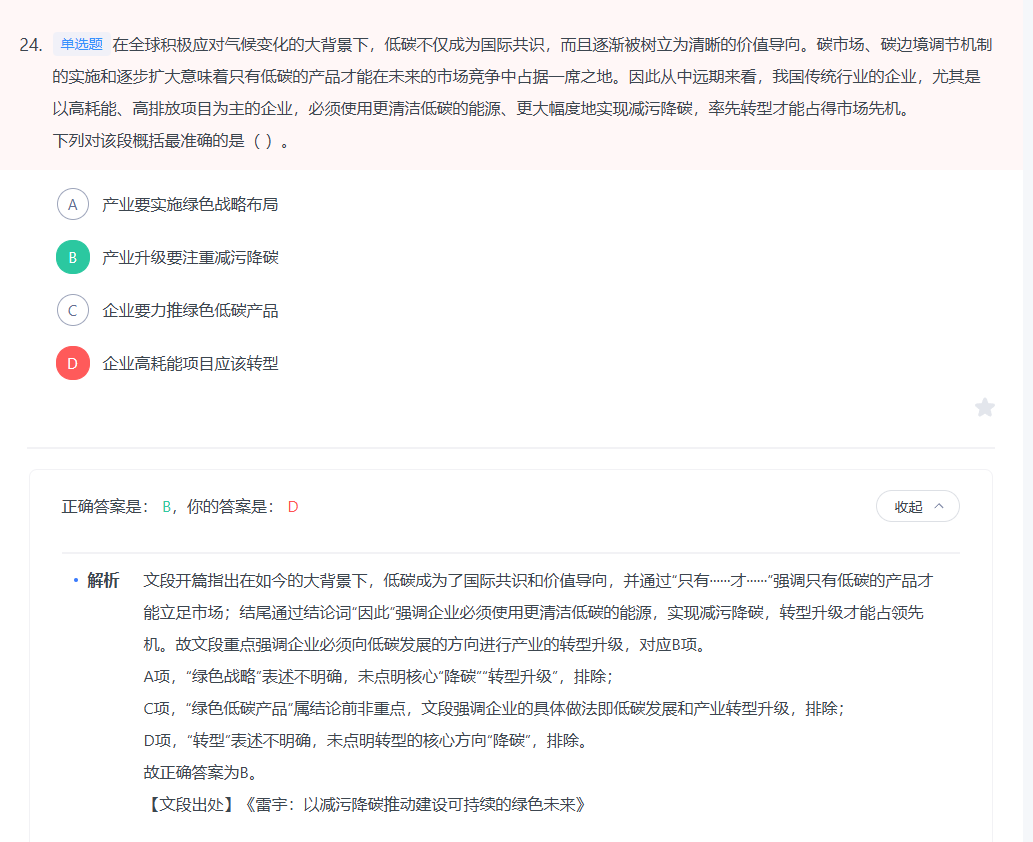 24. 单选题 在全球积极应对气候变化的大背景下，低碳不仅成为国际共识，而且逐渐被树立为清晰的价值导向。碳市场、碳边境调节机制
的实施和逐步扩大意味着只有低碳的产品才能在未来的市场竞争中占据一席之地。因此从中远期来看，我国传统行业的企业，尤其是
以高耗能、高排放项目为主的企业，必须使用更清洁低碳的能源、更大幅度地实现减污降碳，率先转型才能占得市场先机。
下列对该段概括最准确的是（ ）。
A 产业要实施绿色战略布局
B 产业升级要注重减污降碳
C 企业要力推绿色低碳产品
D 企业高耗能项目应该转型
正确答案是： B，你的答案是： D
收起
解析 文段开篇指出在如今的大背景下，低碳成为了国际共识和价值导向，并通过“只有……才……”强调只有低碳的产品才
能立足市场；结尾通过结论词“因此”强调企业必须使用更清洁低碳的能源，实现减污降碳，转型升级才能占领先
机。故文段重点强调企业必须向低碳发展的方向进行产业的转型升级，对应B项。
A项，“绿色战略”表述不明确，未点明核心“降碳”“转型升级”，排除；
C项，“绿色低碳产品”属结论前非重点，文段强调企业的具体做法即低碳发展和产业转型升级，排除；
D项，“转型”表述不明确，未点明转型的核心方向“降碳”，排除。
故正确答案为B。
【文段出处】《雷宇：以减污降碳推动建设可持续的绿色未来》